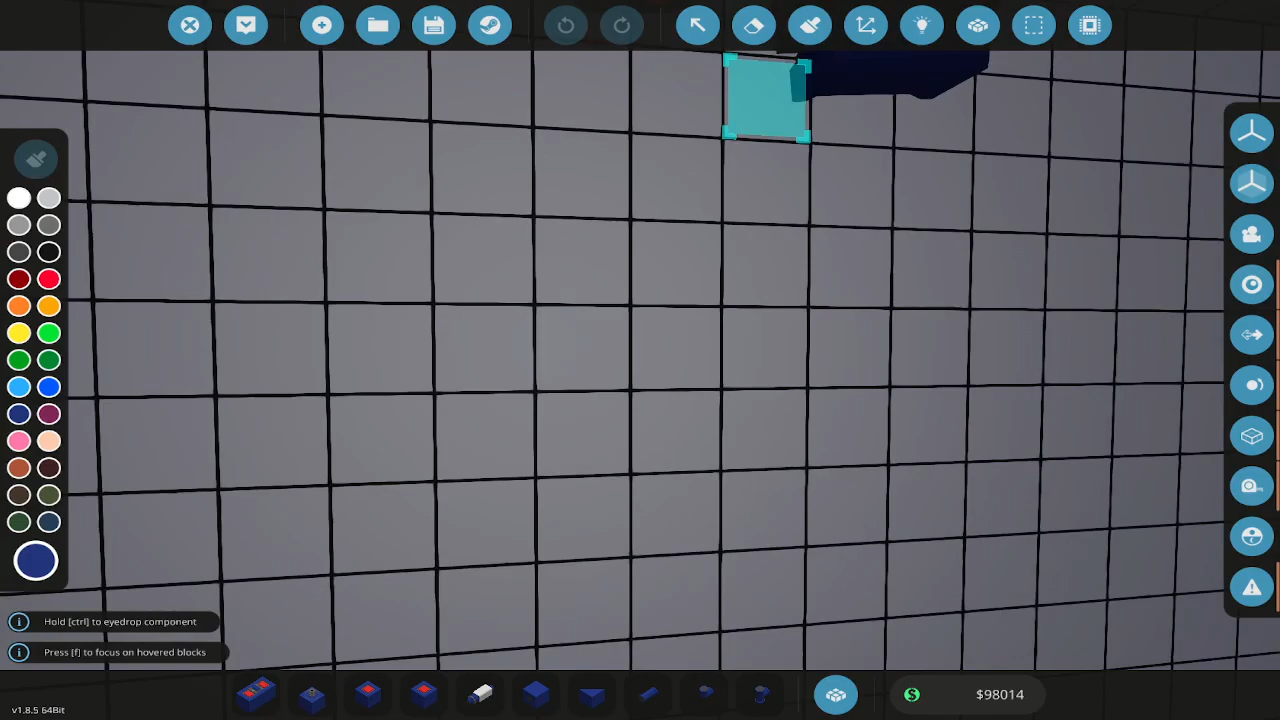 Hold [ctrl] to eyedrop component
Press [f] to focus on hovered blocks
$98014
v1.8.5 64Bit